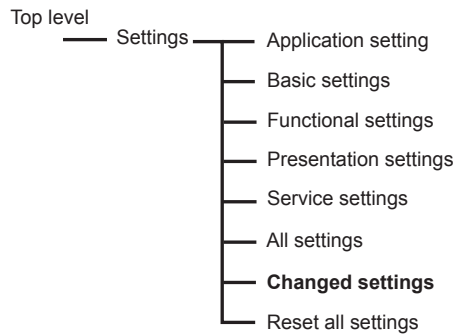 Top level
Settings
Application setting
Basic settings
Functional settings
Presentation settings
Service settings
All settings
Changed settings
Reset all settings